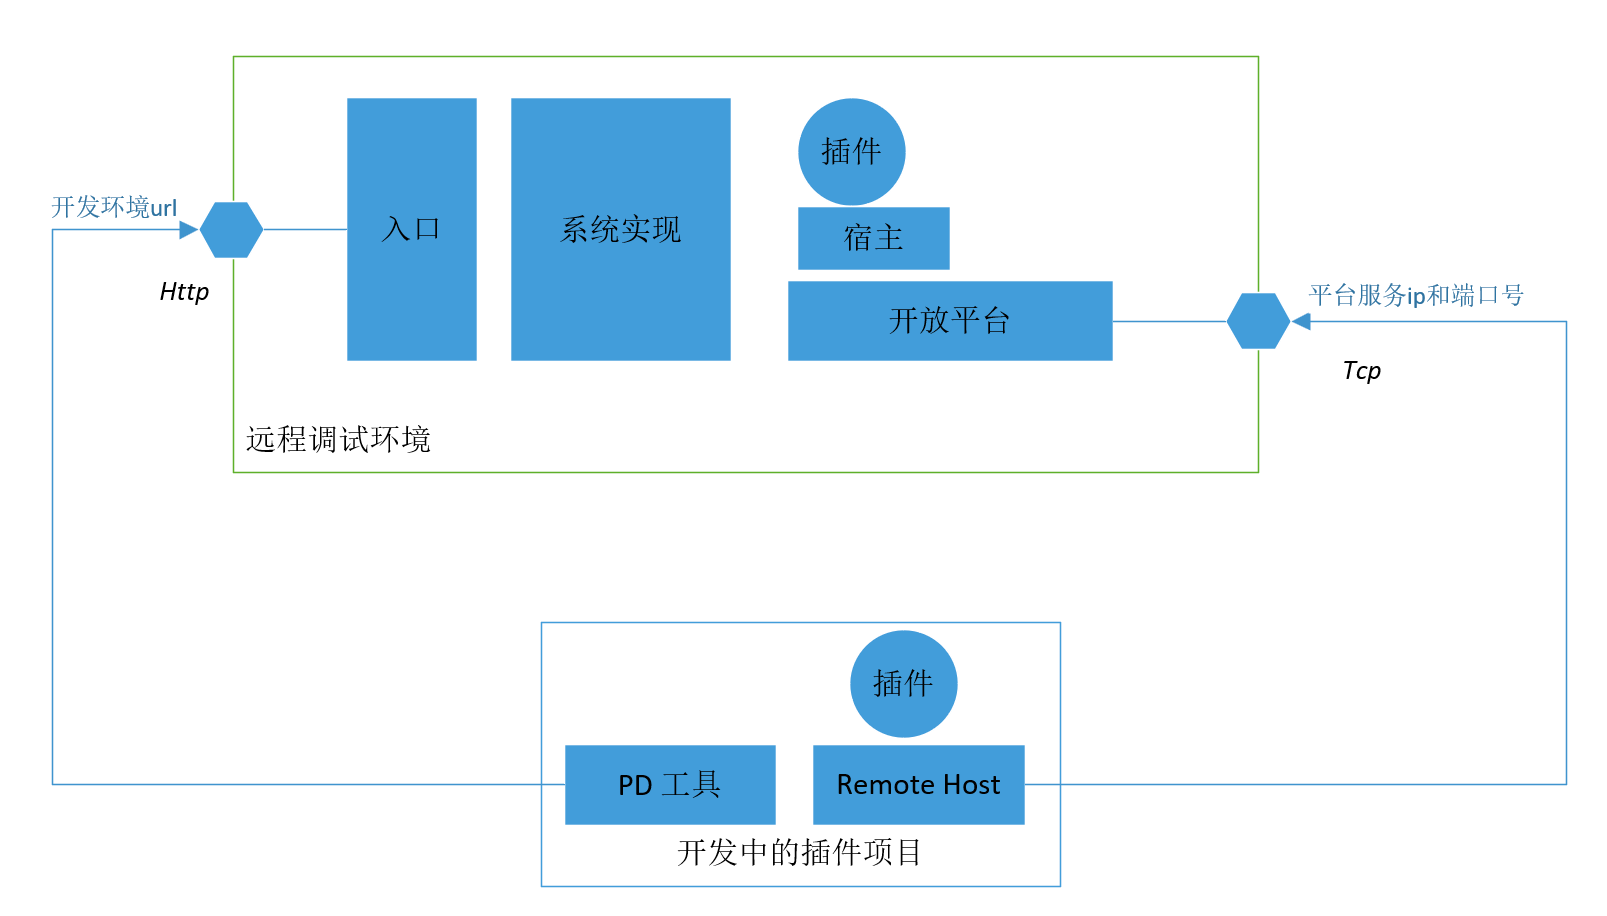 插件
开发环境url
入口
系统实现
宿主
Http
平台服务ip和端口号
开放平台
Tcp
远程调试环境
插件
PD 工具
Remote Host
开发中的插件项目